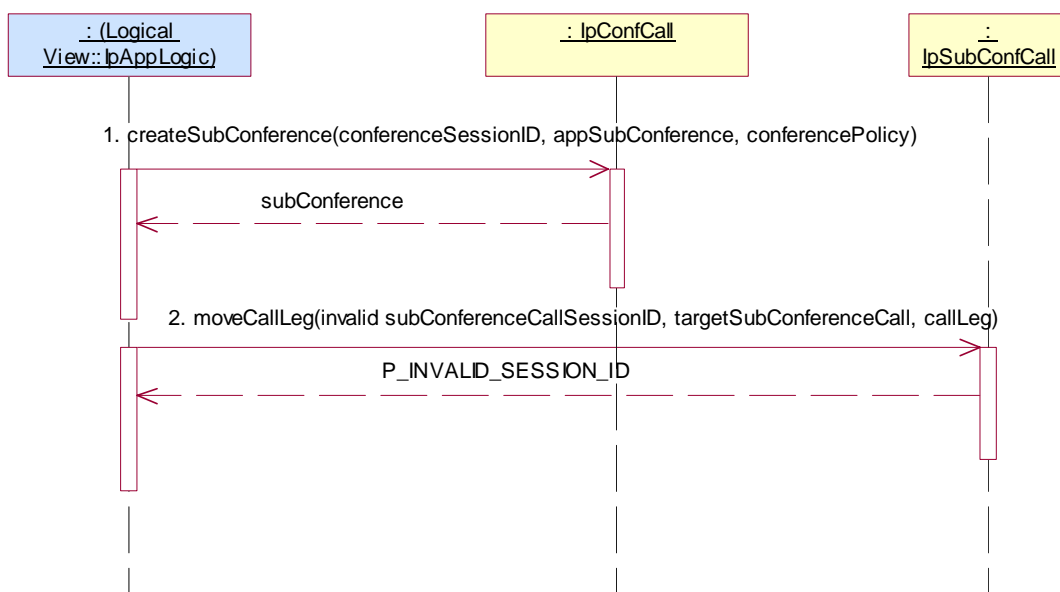 : (Logical
View::IpAppLogic)
: IpConfCall
:
IpSubConfCall
1. createSubConference(conferenceSessionID, appSubConference, conferencePolicy)
subConference
2. moveCallLeg(invalid subConferenceCallSessionID, targetSubConferenceCall, callLeg)
P_INVALID_SESSION_ID